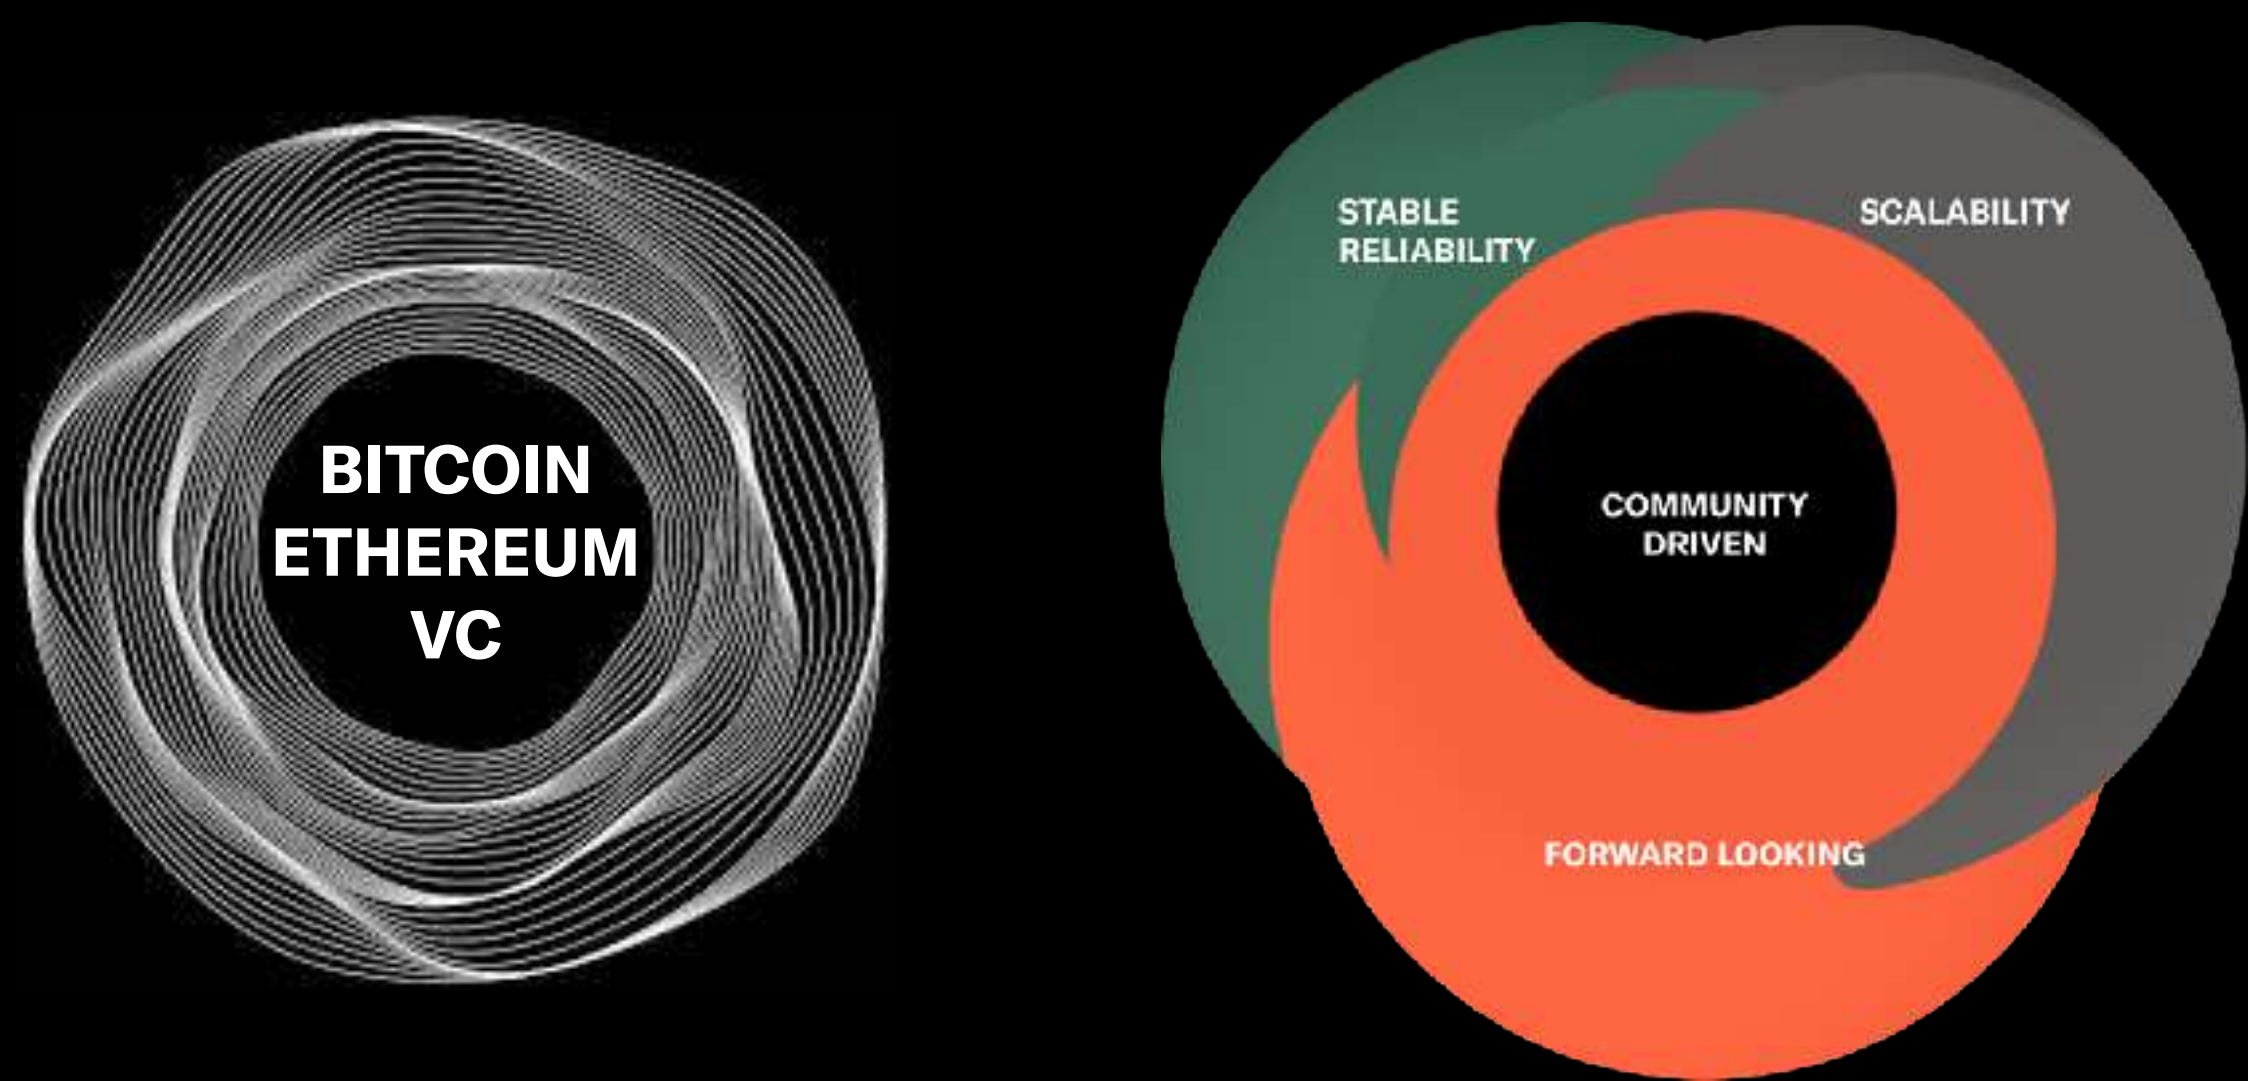 BITCOIN
ETHEREUM
VC
STABLE
RELIABILITY
SCALABILITY
COMMUNITY
DRIVEN
FORWARD LOOKING